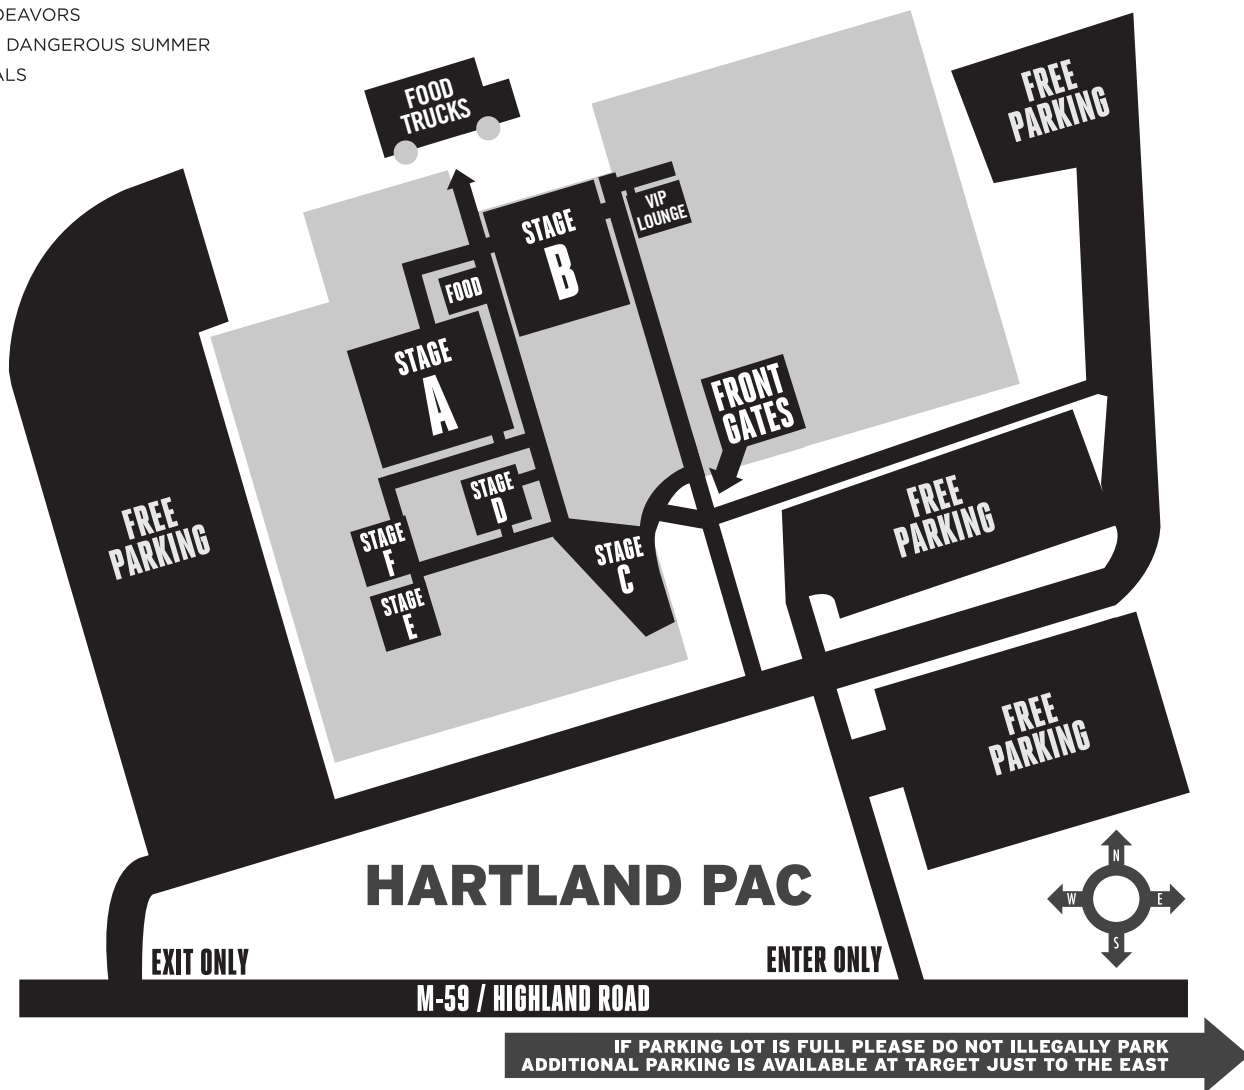 DEAVORS
DANGEROUS SUMMER
ALS
FOOD
TRUCKS
FREE
PARKING
VIP
LOUNGE
STAGE
B
FOOD
STAGE
A
FRONT
GATES
STAGE
D
FREE
PARKING
FREE
PARKING
STAGE
F
STAGE
C
STAGE
E
FREE
PARKING
HARTLAND PAC
N
W
E
S
EXIT ONLY
ENTER ONLY
M-59 / HIGHLAND ROAD
IF PARKING LOT IS FULL PLEASE DO NOT ILLEGALLY PARK
ADDITIONAL PARKING IS AVAILABLE AT TARGET JUST TO THE EAST